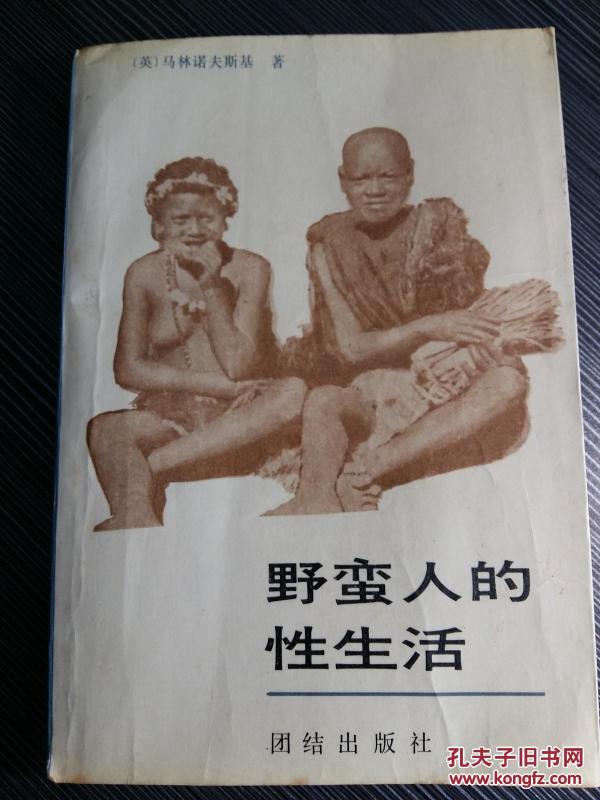 〔英〕马林诺夫斯基 著
野蛮人的
性生活
团结出版社
孔夫子旧书网
www.kongfz.com